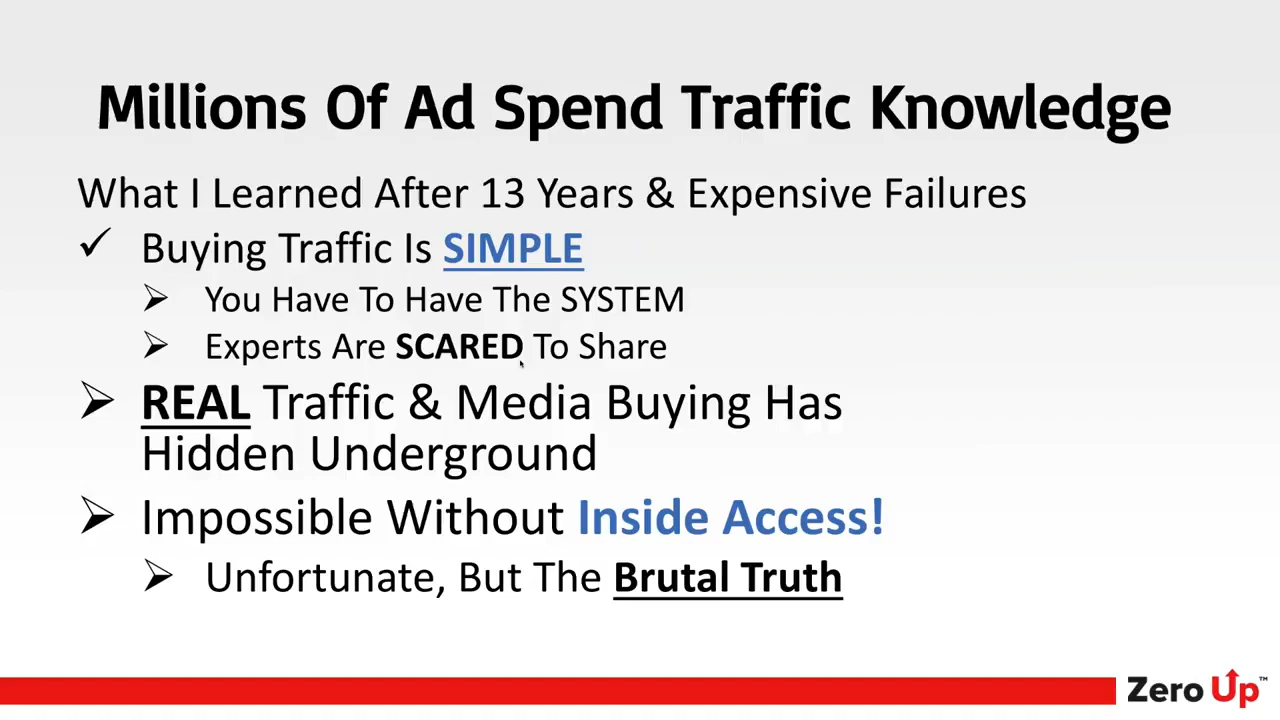 Millions Of Ad Spend Traffic Knowledge
What I Learned After 13 Years & Expensive Failures
✓ Buying Traffic Is SIMPLE
➢ You Have To Have The SYSTEM
➢ Experts Are SCARED To Share
➢ REAL Traffic & Media Buying Has
Hidden Underground
➢ Impossible Without Inside Access!
➢ Unfortunate, But The Brutal Truth
Zero Up™